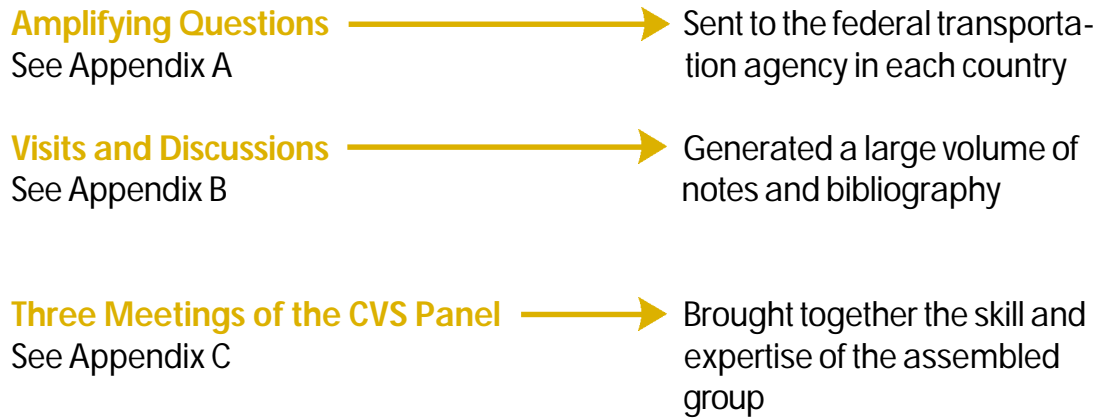 Amplifying Questions
See Appendix A
Sent to the federal transporta-
tion agency in each country
Visits and Discussions
See Appendix B
Generated a large volume of
notes and bibliography
Three Meetings of the CVS Panel
See Appendix C
Brought together the skill and
expertise of the assembled
group